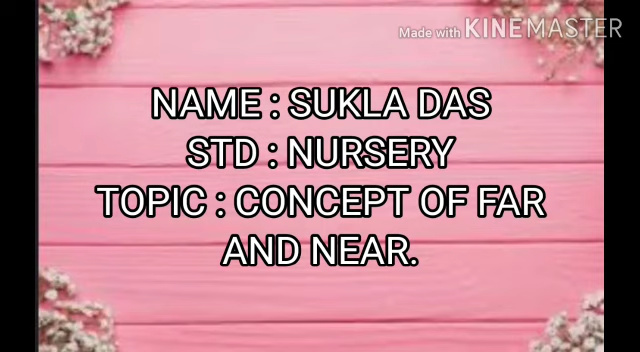 Made with KINEMASTER
NAME : SUKLA DAS
STD : NURSERY
TOPIC : CONCEPT OF FAR
AND NEAR.